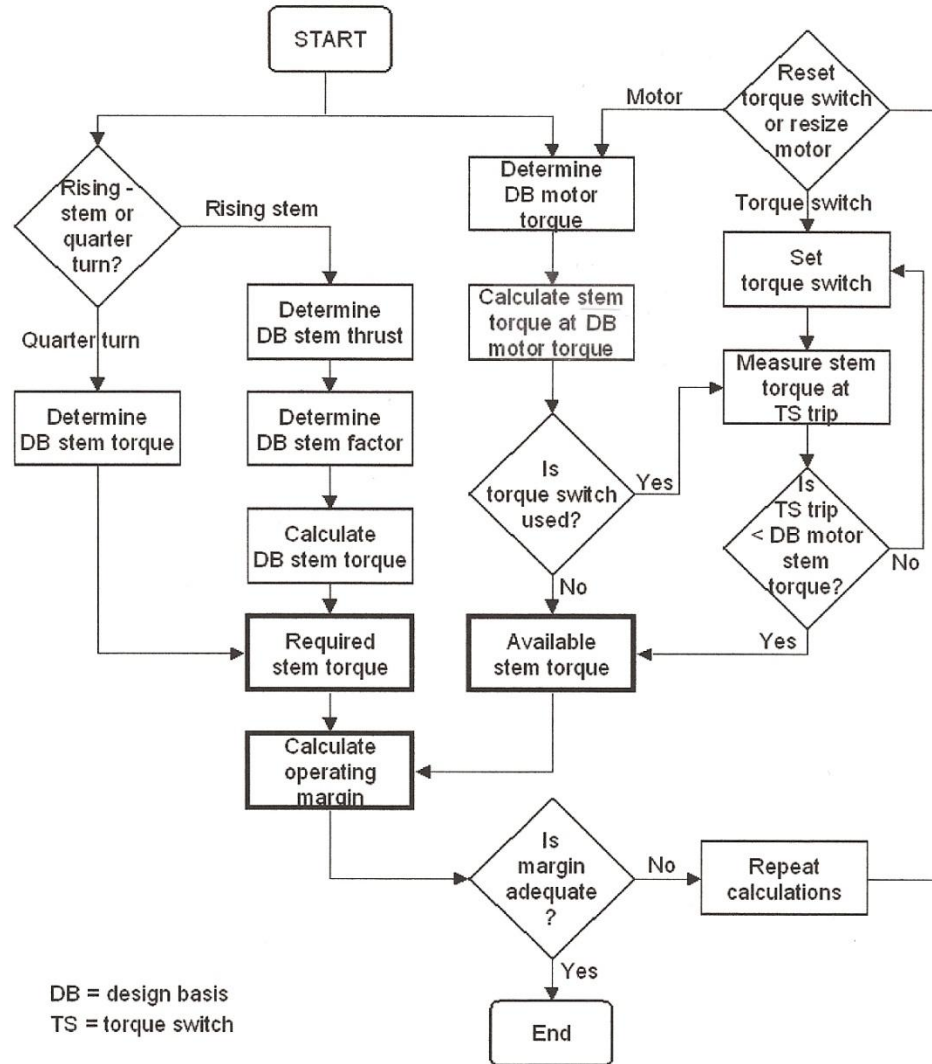 START
Reset
torque switch
or resize
motor
Motor
Rising -
stem or
quarter
turn?
Rising stem
Determine
DB motor
torque
Torque switch
Set
torque switch
Quarter turn
Determine
DB stem thrust
Calculate stem
torque at DB
motor torque
Measure stem
torque at
TS trip
Determine
DB stem torque
Determine
DB stem factor
Is
torque switch
used?
Yes
Is
TS trip
< DB motor
stem
torque?
No
Calculate
DB stem torque
No
Yes
Required
stem torque
Available
stem torque
Calculate
operating
margin
Is
margin
adequate
?
No
Repeat
calculations
Yes
End
DB = design basis
TS = torque switch